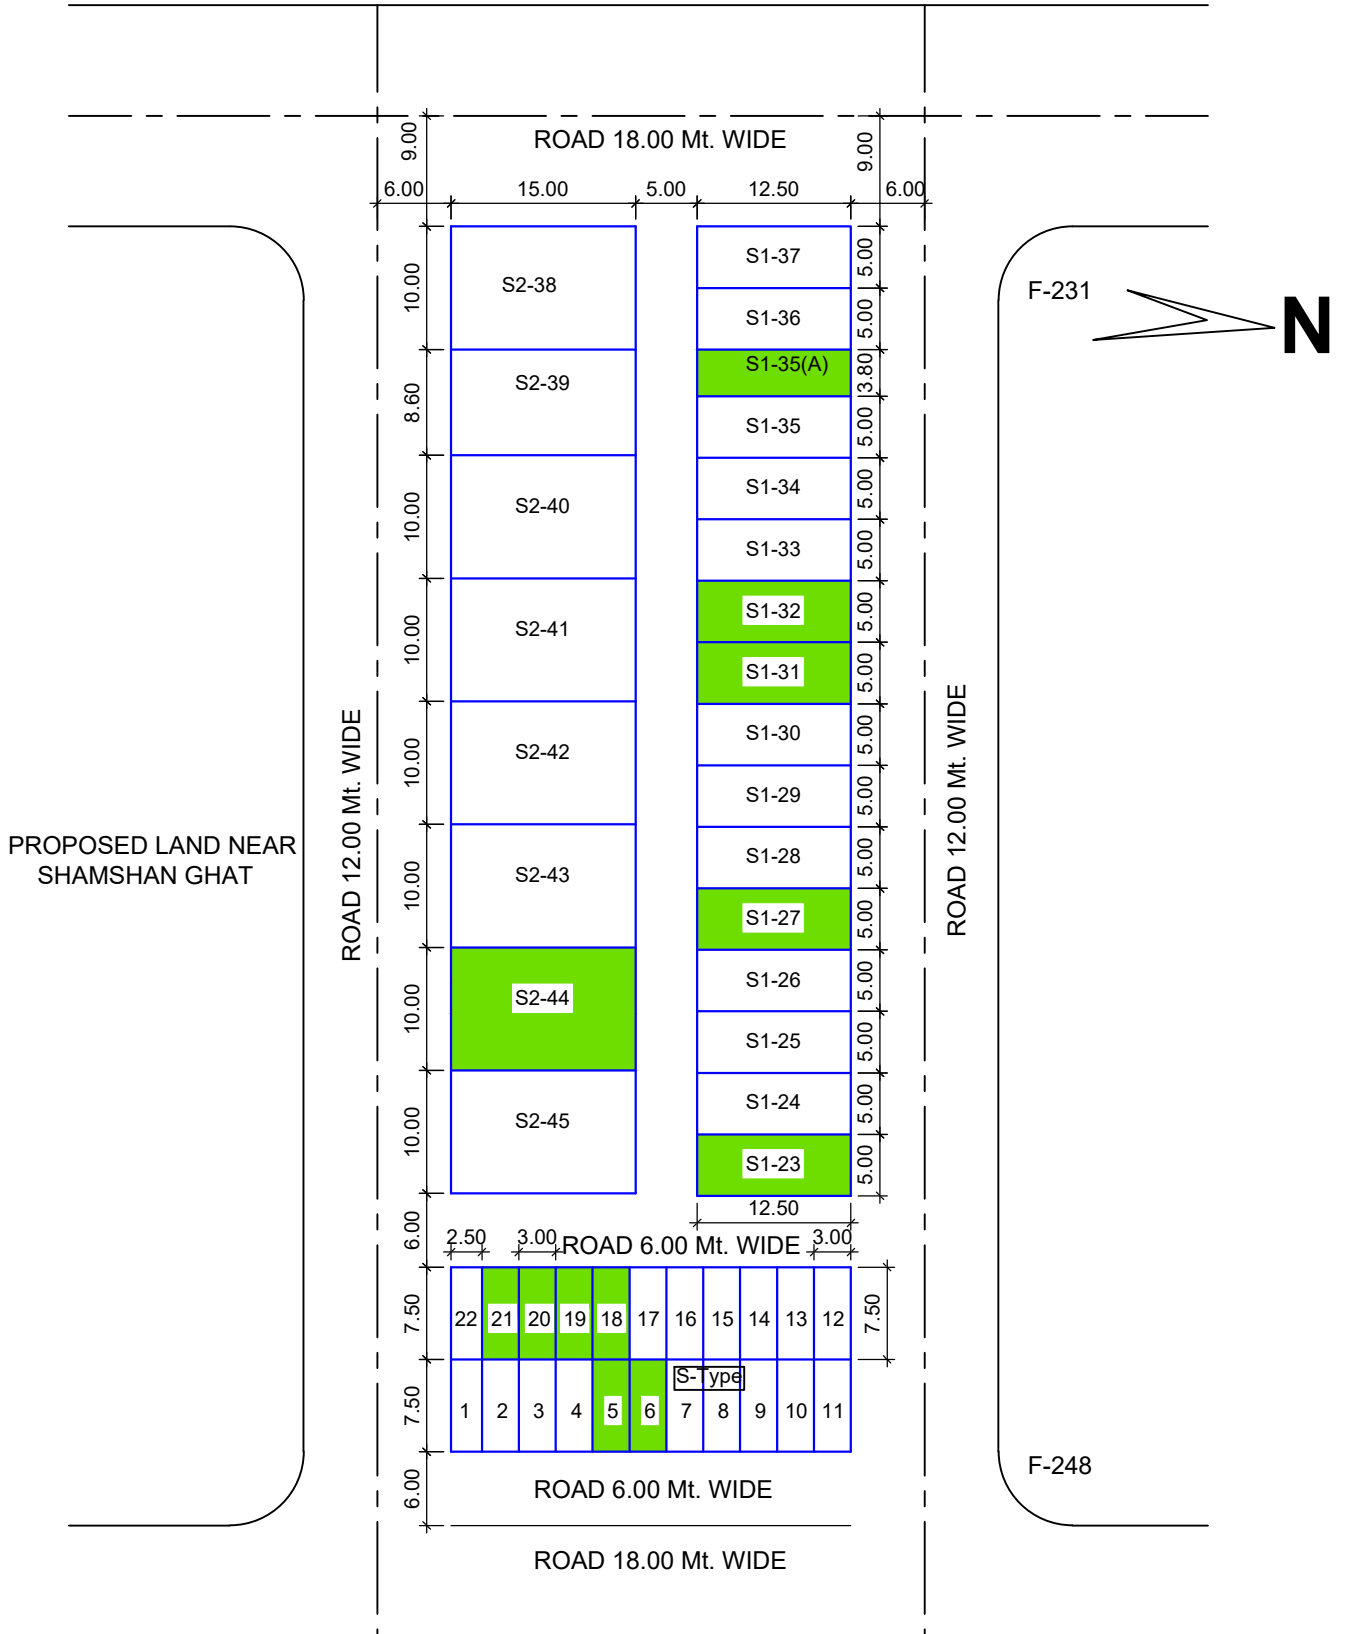 ROAD 18.00 Mt. WIDE
9.00
9.00
6.00
15.00
5.00
12.50
6.00
S2-38
S2-39
S2-40
S2-41
S2-42
S2-43
S2-44
S2-45
10.00
8.60
10.00
10.00
10.00
10.00
10.00
10.00
S1-37
S1-36
S1-35(A)
S1-35
S1-34
S1-33
S1-32
S1-31
S1-30
S1-29
S1-28
S1-27
S1-26
S1-25
S1-24
S1-23
5.00
5.00
3.80
5.00
5.00
5.00
5.00
5.00
5.00
5.00
5.00
5.00
5.00
5.00
5.00
5.00
F-231
N
ROAD 12.00 Mt. WIDE
ROAD 12.00 Mt. WIDE
PROPOSED LAND NEAR
SHAMSHAN GHAT
12.50
6.00
2.50
3.00
ROAD 6.00 Mt. WIDE
3.00
7.50
22 21 20 19 18 17 16 15 14 13 12
7.50
S-Type
7.50
1 2 3 4 5 6 7 8 9 10 11
F-248
6.00
ROAD 6.00 Mt. WIDE
ROAD 18.00 Mt. WIDE